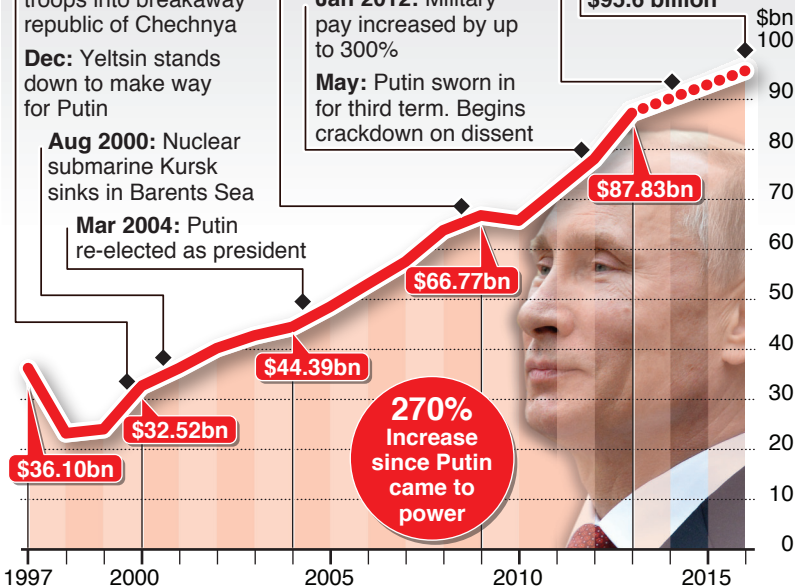 troops into breakaway
republic of Chechnya
Dec: Yeltsin stands
down to make way
for Putin
Aug 2000: Nuclear
submarine Kursk
sinks in Barents Sea
Mar 2004: Putin
re-elected as president
Jan 2012: Military
pay increased by up
to 300%
May: Putin sworn in
for third term. Begins
crackdown on dissent
$95.6 billion
$bn
100
90
80
70
60
50
40
30
20
10
0
$36.10bn
$32.52bn
$44.39bn
$66.77bn
$87.83bn
270%
Increase
since Putin
came to
power
1997
2000
2005
2010
2015